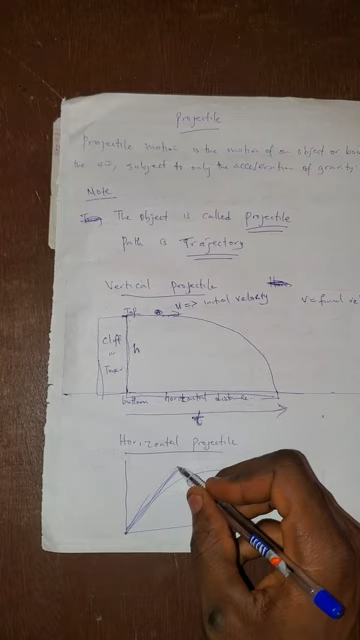 Projectile
Projectile motion is the motion of an object or
the air, subject to only the acceleration of gravity.
Note
The object is called projectile
Path is Trajectory
Vertical projectile
u => initial velocity
v = final
Top
Cliff
or
Tower
h
bottom horizontal distance
t
Horizontal projectile